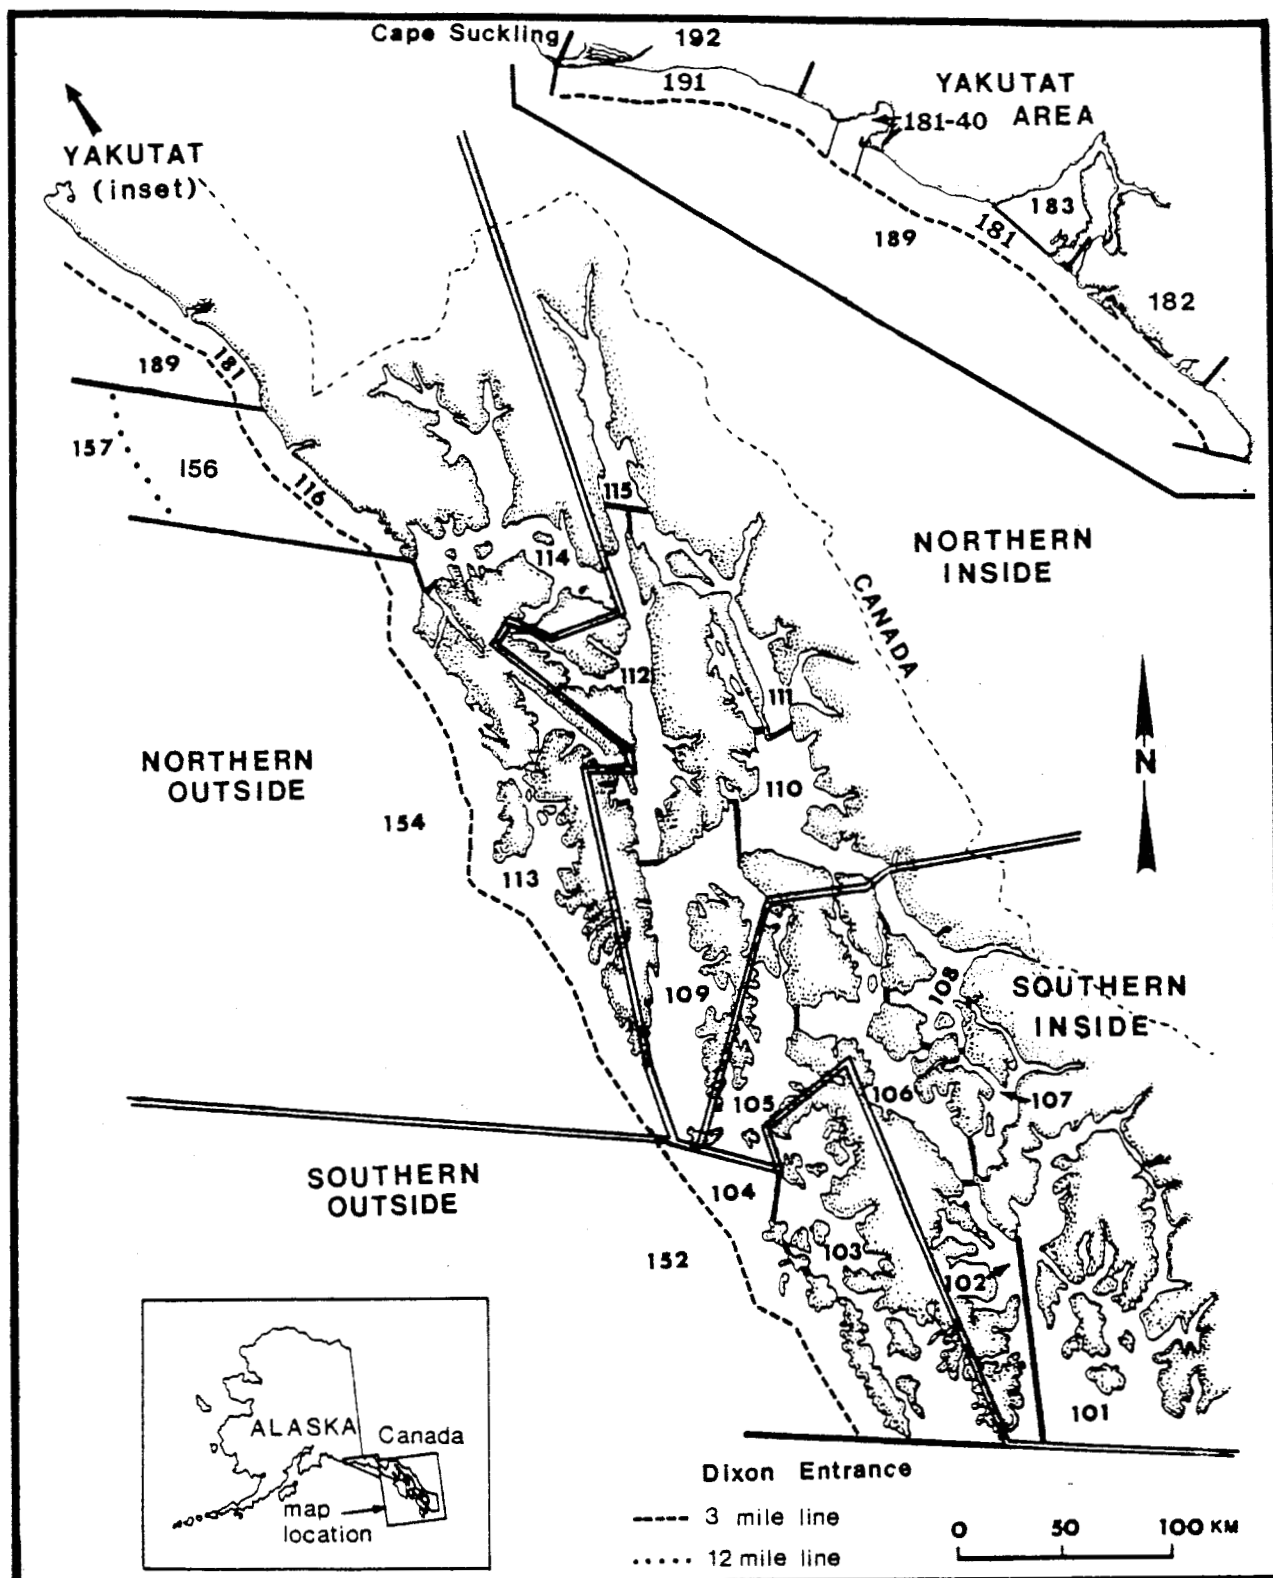 Cape Suckling
192
191
YAKUTAT
AREA
181-40
YAKUTAT
(inset)
183
181
189
182
189
181
157
156
116
115
114
NORTHERN
INSIDE
CANADA
112
111
N
NORTHERN
OUTSIDE
110
154
113
109
108
SOUTHERN
INSIDE
105
106
107
SOUTHERN
OUTSIDE
104
103
152
102
101
ALASKA
Canada
map
location
Dixon Entrance
3 mile line
12 mile line
0 50 100 KM